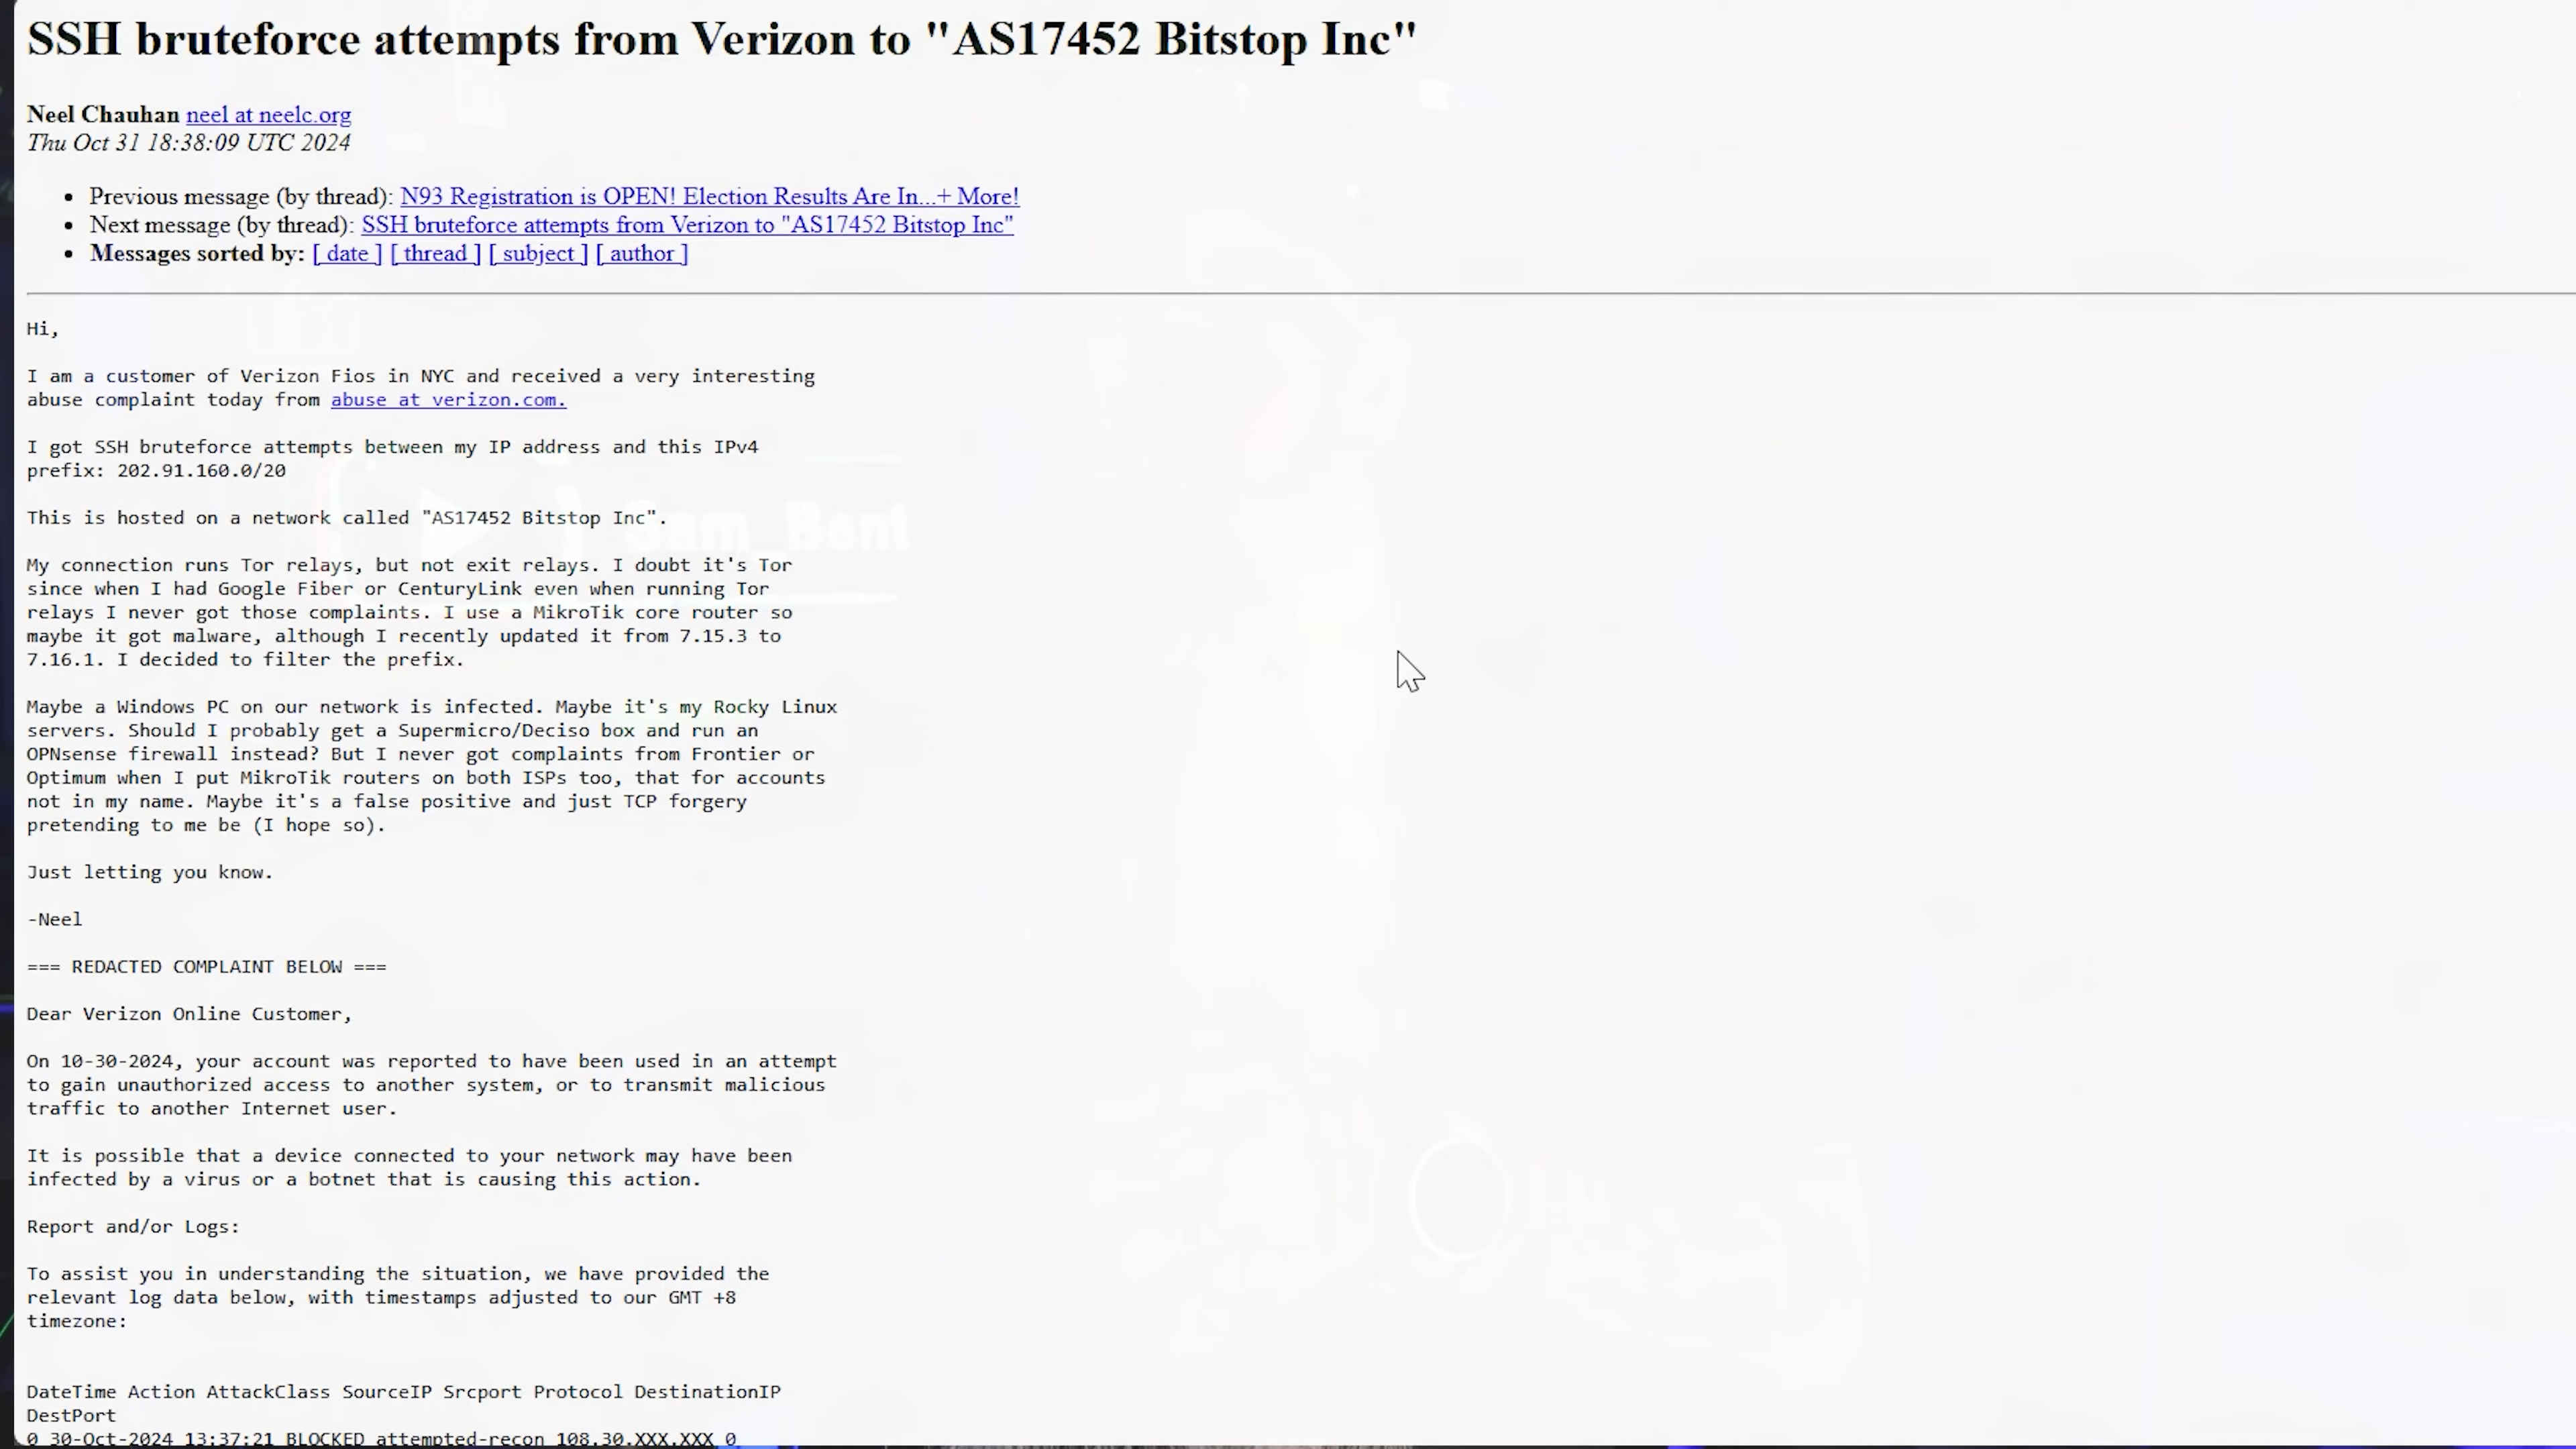 SSH bruteforce attempts from Verizon to "AS17452 Bitstop Inc"
Neel Chauhan neel at neelc.org
Thu Oct 31 18:38:09 UTC 2024
• Previous message (by thread): N93 Registration is OPEN! Election Results Are In...+ More!
• Next message (by thread): SSH bruteforce attempts from Verizon to "AS17452 Bitstop Inc"
• Messages sorted by: [ date ] [ thread ] [ subject ] [ author ]
Hi,
I am a customer of Verizon Fios in NYC and received a very interesting
abuse complaint today from abuse at verizon.com.
I got SSH bruteforce attempts between my IP address and this IPv4
prefix: 202.91.160.0/20
This is hosted on a network called "AS17452 Bitstop Inc".
Sam_Bent
My connection runs Tor relays, but not exit relays. I doubt it's Tor
since when I had Google Fiber or CenturyLink even when running Tor
relays I never got those complaints. I use a MikroTik core router so
maybe it got malware, although I recently updated it from 7.15.3 to
7.16.1. I decided to filter the prefix.
Maybe a Windows PC on our network is infected. Maybe it's my Rocky Linux
servers. Should I probably get a Supermicro/Deciso box and run an
OPNsense firewall instead? But I never got complaints from Frontier or
Optimum when I put MikroTik routers on both ISPs too, that for accounts
not in my name. Maybe it's a false positive and just TCP forgery
pretending to me be (I hope so).
Just letting you know.
-Neel
=== REDACTED COMPLAINT BELOW ===
Dear Verizon Online Customer,
On 10-30-2024, your account was reported to have been used in an attempt
to gain unauthorized access to another system, or to transmit malicious
traffic to another Internet user.
It is possible that a device connected to your network may have been
infected by a virus or a botnet that is causing this action.
Report and/or Logs:
To assist you in understanding the situation, we have provided the
relevant log data below, with timestamps adjusted to our GMT +8
timezone:
DateTime Action AttackClass SourceIP Srcport Protocol DestinationIP
DestPort
0 30-Oct-2024 13:37:21 BLOCKED attempted-recon 108.30.XXX.XXX 0